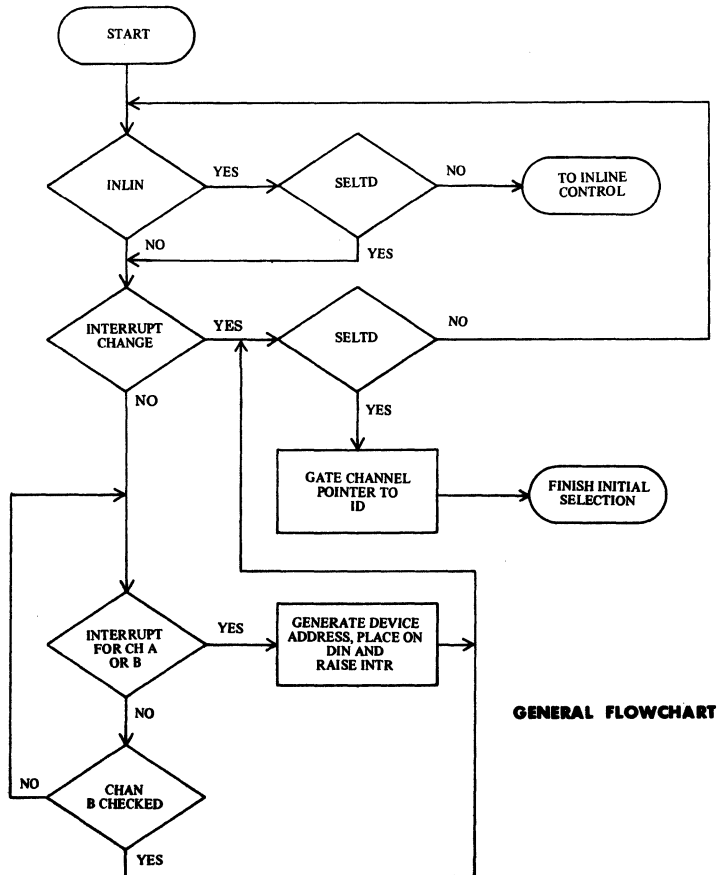 START
INLIN
YES
SELTD
NO
TO INLINE
CONTROL
NO
YES
INTERRUPT
CHANGE
YES
SELTD
NO
NO
YES
GATE CHANNEL
POINTER TO
ID
FINISH INITIAL
SELECTION
INTERRUPT
FOR CH A
OR B
YES
GENERATE DEVICE
ADDRESS, PLACE ON
DIN AND
RAISE INTR
NO
GENERAL FLOWCHART
NO
CHAN
B CHECKED
YES